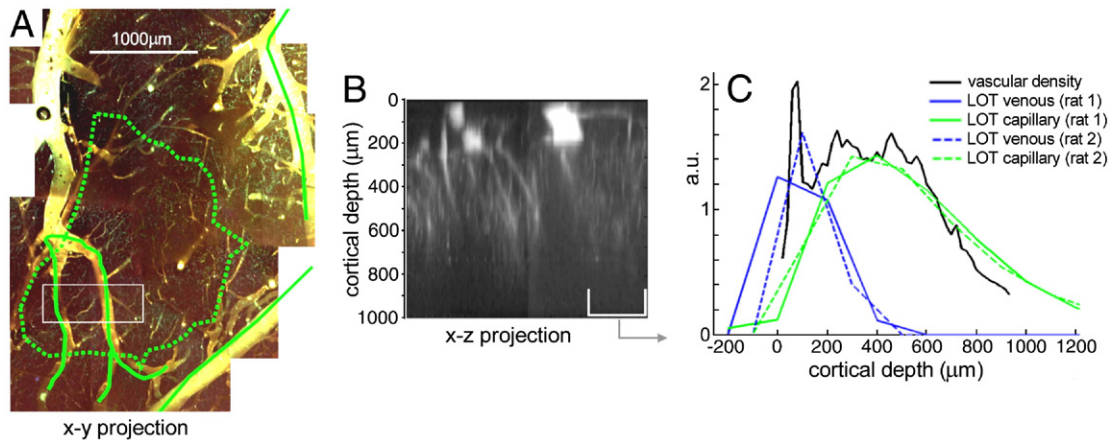 A
1000µm
x-y projection
B
cortical depth (µm)
0
200
400
600
800
1000
x-z projection
C
a.u.
2
1
0
vascular density
LOT venous (rat 1)
LOT capillary (rat 1)
LOT venous (rat 2)
LOT capillary (rat 2)
-200 0 200 400 600 800 1000 1200
cortical depth (µm)